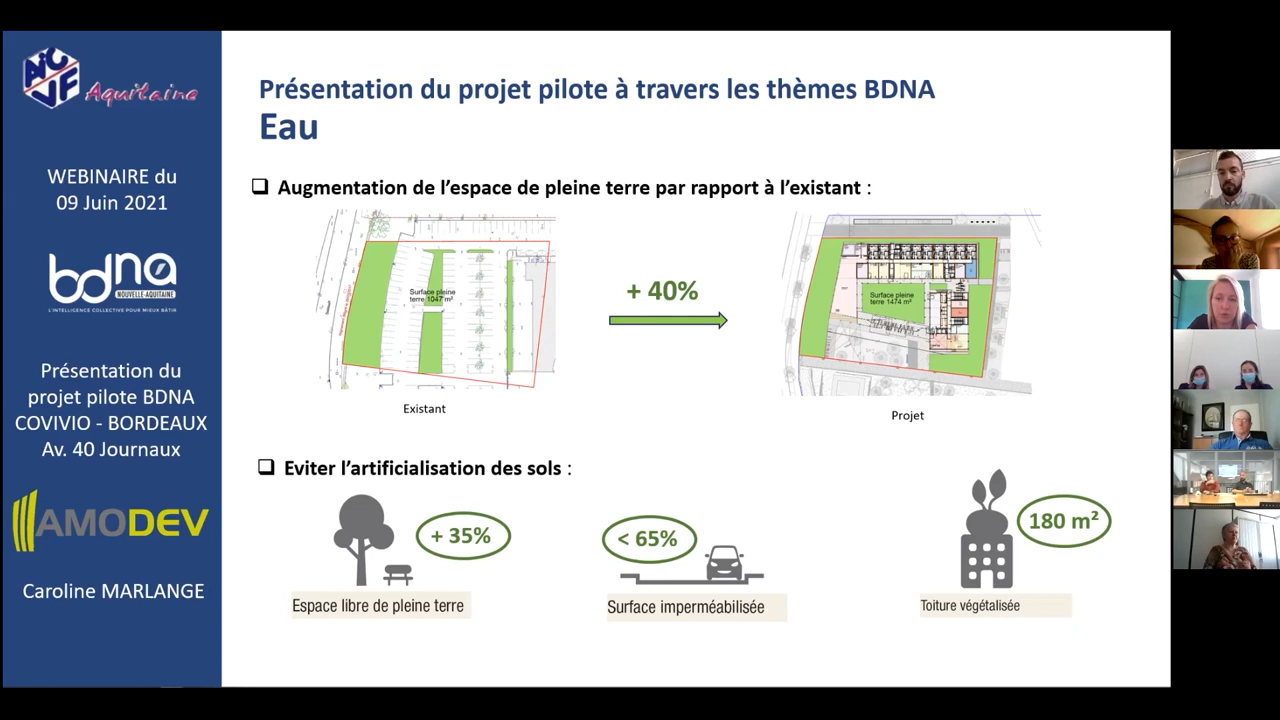 Aquitaine
WEBINAIRE du
09 Juin 2021
bdna
NOUVELLE-AQUITAINE
L'INTELLIGENCE COLLECTIVE POUR MIEUX BÂTIR
Présentation du
projet pilote BDNA
COVIVIO - BORDEAUX
Av. 40 Journaux
AMODEV
Caroline MARLANGE
Présentation du projet pilote à travers les thèmes BDNA
Eau
❑ Augmentation de l'espace de pleine terre par rapport à l'existant :
Surface pleine
terre 1047 m²
+ 40%
Surface pleine
terre 1474 m²
Existant
Projet
❑ Eviter l'artificialisation des sols :
+ 35%
< 65%
180 m²
Espace libre de pleine terre
Surface imperméabilisée
Toiture végétalisée